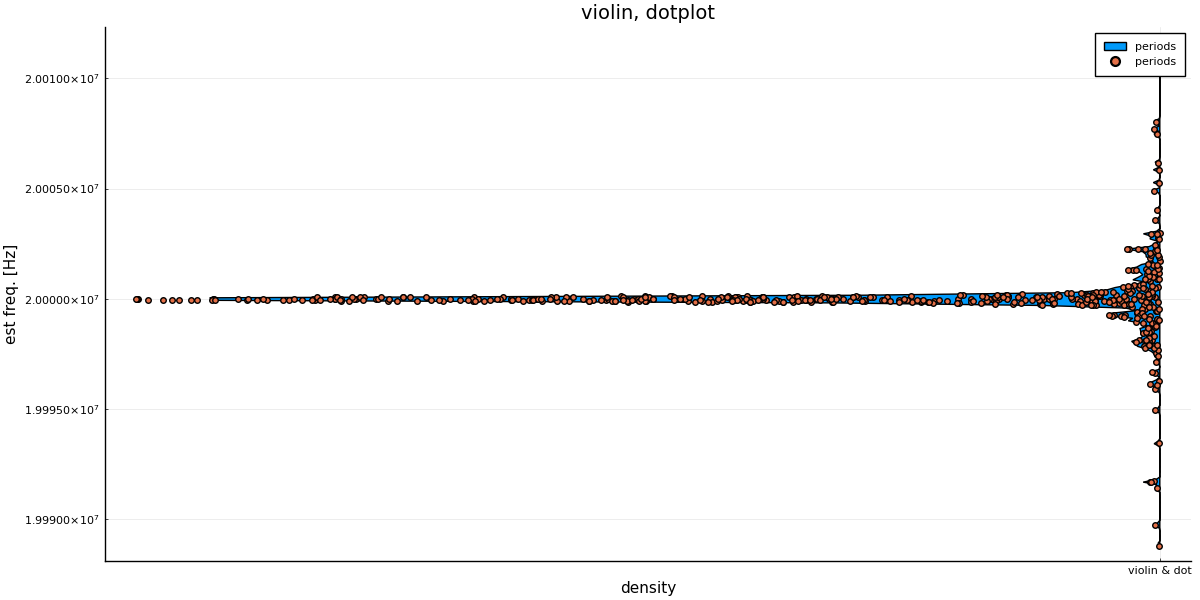 violin, dotplot
periods
periods
2.00100×10⁷
2.00050×10⁷
2.00000×10⁷
1.99950×10⁷
1.99900×10⁷
est freq. [Hz]
violin & dot
density